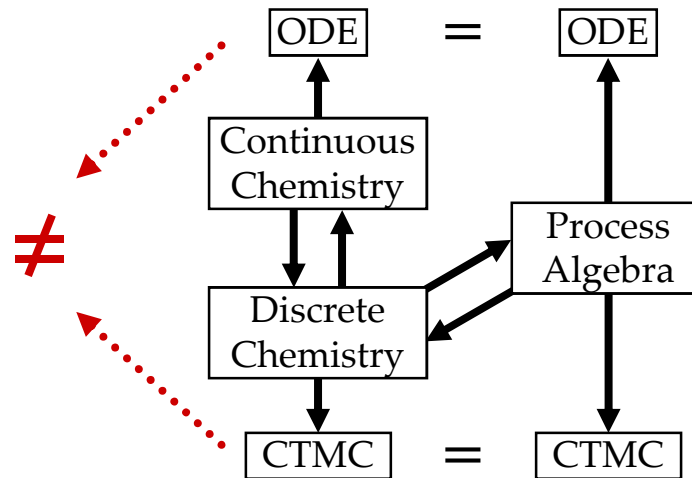 ODE = ODE
Continuous
Chemistry
Process
Algebra
≠
Discrete
Chemistry
CTMC = CTMC